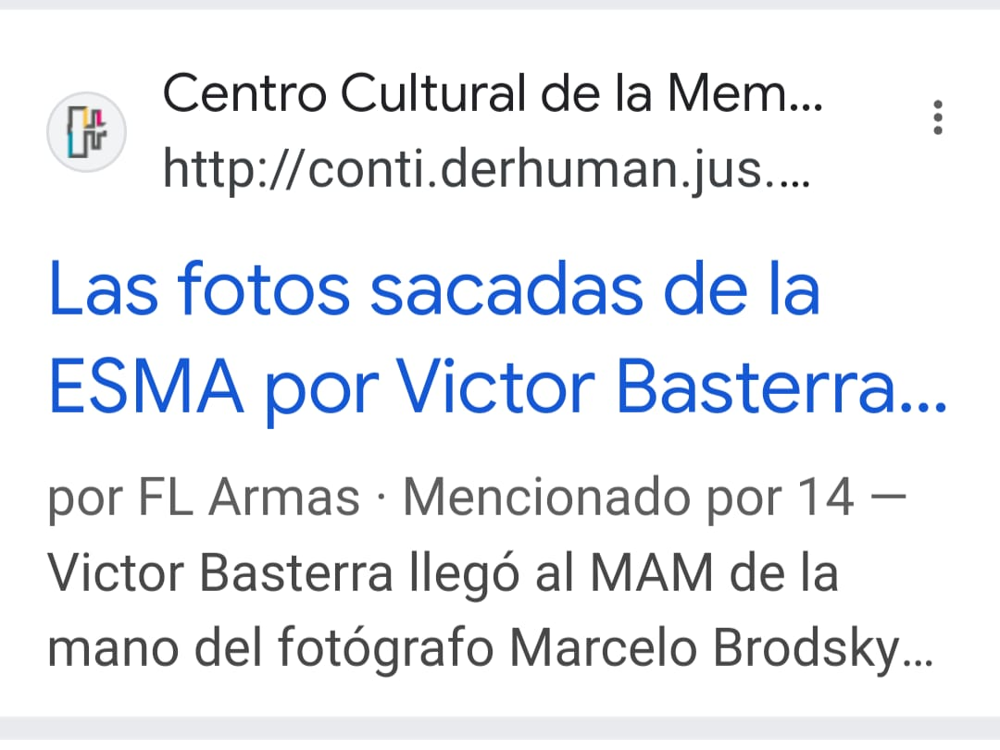 Centro Cultural de la Mem...
http://conti.derhuman.jus....
Las fotos sacadas de la
ESMA por Victor Basterra...
por FL Armas · Mencionado por 14 —
Victor Basterra llegó al MAM de la
mano del fotógrafo Marcelo Brodsky...